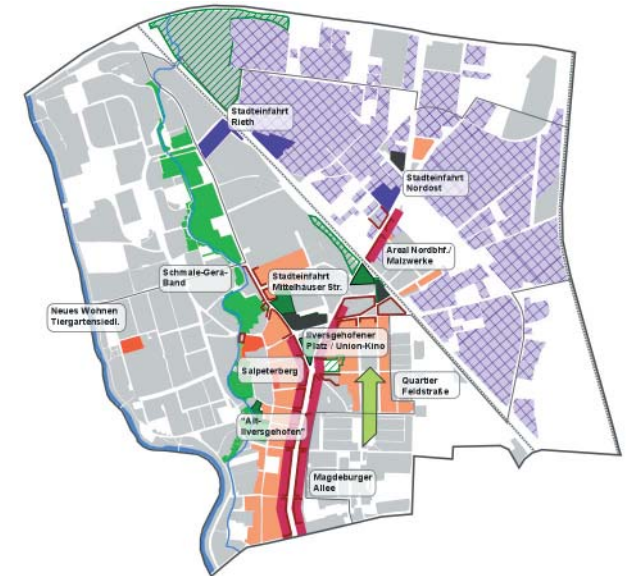 Stadteinfahrt
Rieth
Stadteinfahrt
Nordost
Areal Nordbhf./
Malzwerke
Schmale-Gera-
Band
Stadteinfahrt
Mittelhäuser Str.
Neues Wohnen
Tiergartensiedl.
Ilversgehofener
Platz / Union-Kino
Salpeterberg
Quartier
Feldstraße
"Alt-
Ilversgehofen"
Magdeburger
Allee